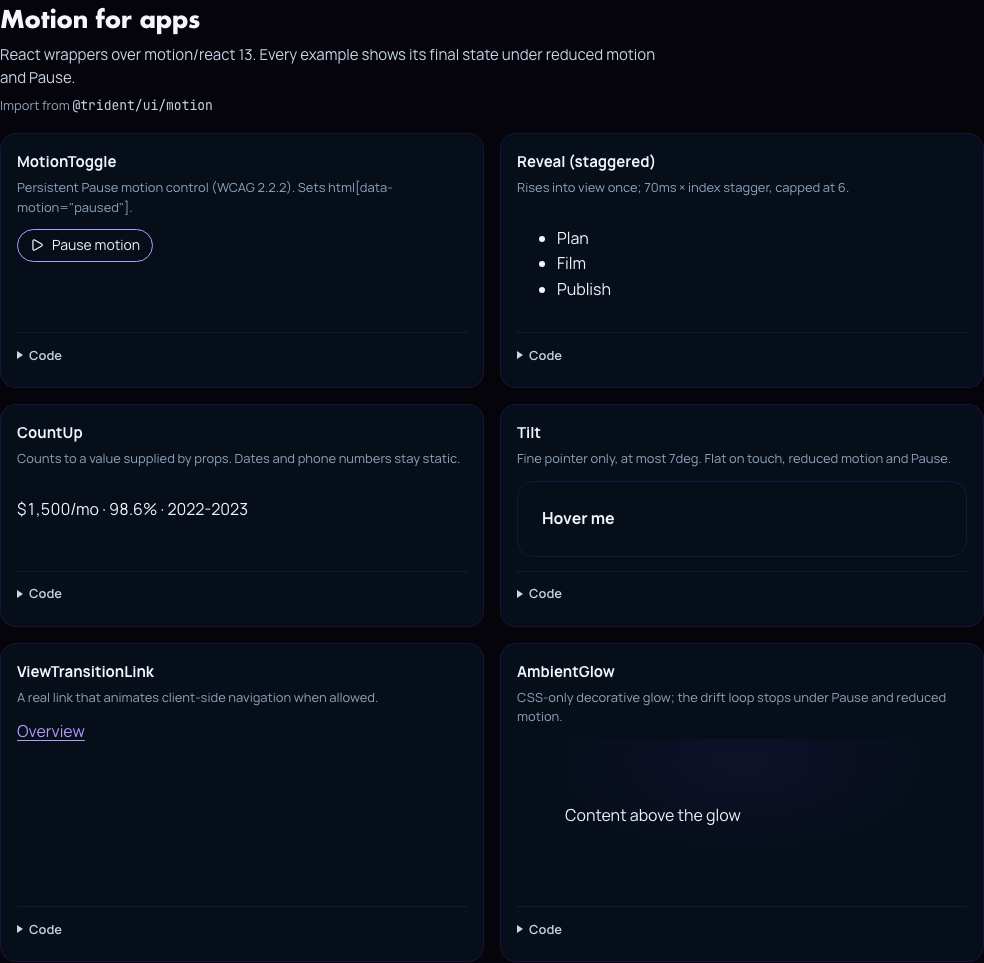 Motion for apps
React wrappers over motion/react 13. Every example shows its final state under reduced motion
and Pause.
Import from @trident/ui/motion
MotionToggle
Persistent Pause motion control (WCAG 2.2.2). Sets html[data-
motion="paused"].
Pause motion
Code
Reveal (staggered)
Rises into view once; 70ms × index stagger, capped at 6.
• Plan
• Film
• Publish
Code
CountUp
Counts to a value supplied by props. Dates and phone numbers stay static.
$1,500/mo · 98.6% · 2022-2023
Code
Tilt
Fine pointer only, at most 7deg. Flat on touch, reduced motion and Pause.
Hover me
Code
ViewTransitionLink
A real link that animates client-side navigation when allowed.
Overview
Code
AmbientGlow
CSS-only decorative glow; the drift loop stops under Pause and reduced
motion.
Content above the glow
Code